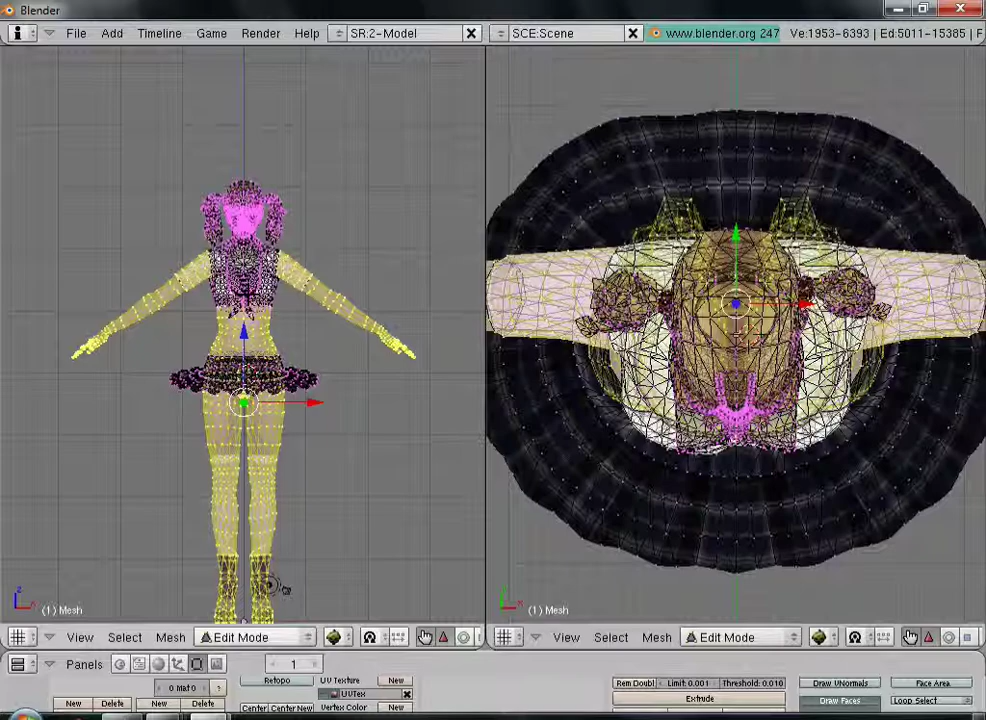 Blender
File Add Timeline Game Render Help SR:2-Model SCE:Scene www.blender.org 247 Ve:1953-6393 | Ed:5011-15385 | F
(1) Mesh (1) Mesh
View Select Mesh Edit Mode View Select Mesh Edit Mode
Panels 1
Retopo UV Texture New Rem Doubl Limit: 0.001 Threshold: 0.010 Draw VNormals Face Area
0 Mat 0 ? UVTex Extrude Draw Faces Loop Select
New Delete New Delete Center Center New Vertex Color New